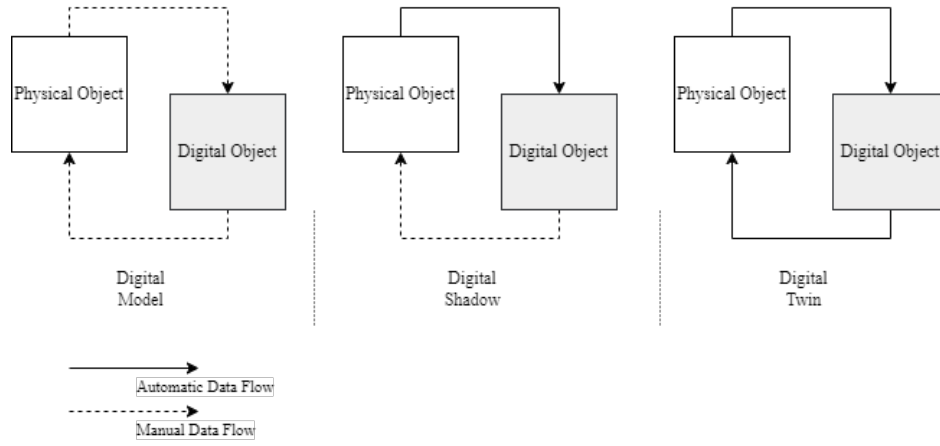 Physical Object
Digital Object
Digital
Model
Physical Object
Digital Object
Digital
Shadow
Physical Object
Digital Object
Digital
Twin
Automatic Data Flow
Manual Data Flow